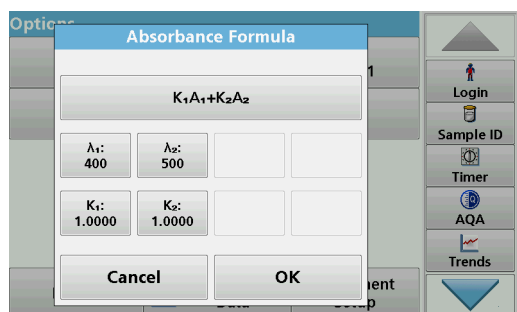 Options
Absorbance Formula
1
K₁A₁+K₂A₂
λ₁:
400
λ₂:
500
K₁:
1.0000
K₂:
1.0000
Cancel
OK
Login
Sample ID
Timer
AQA
Trends